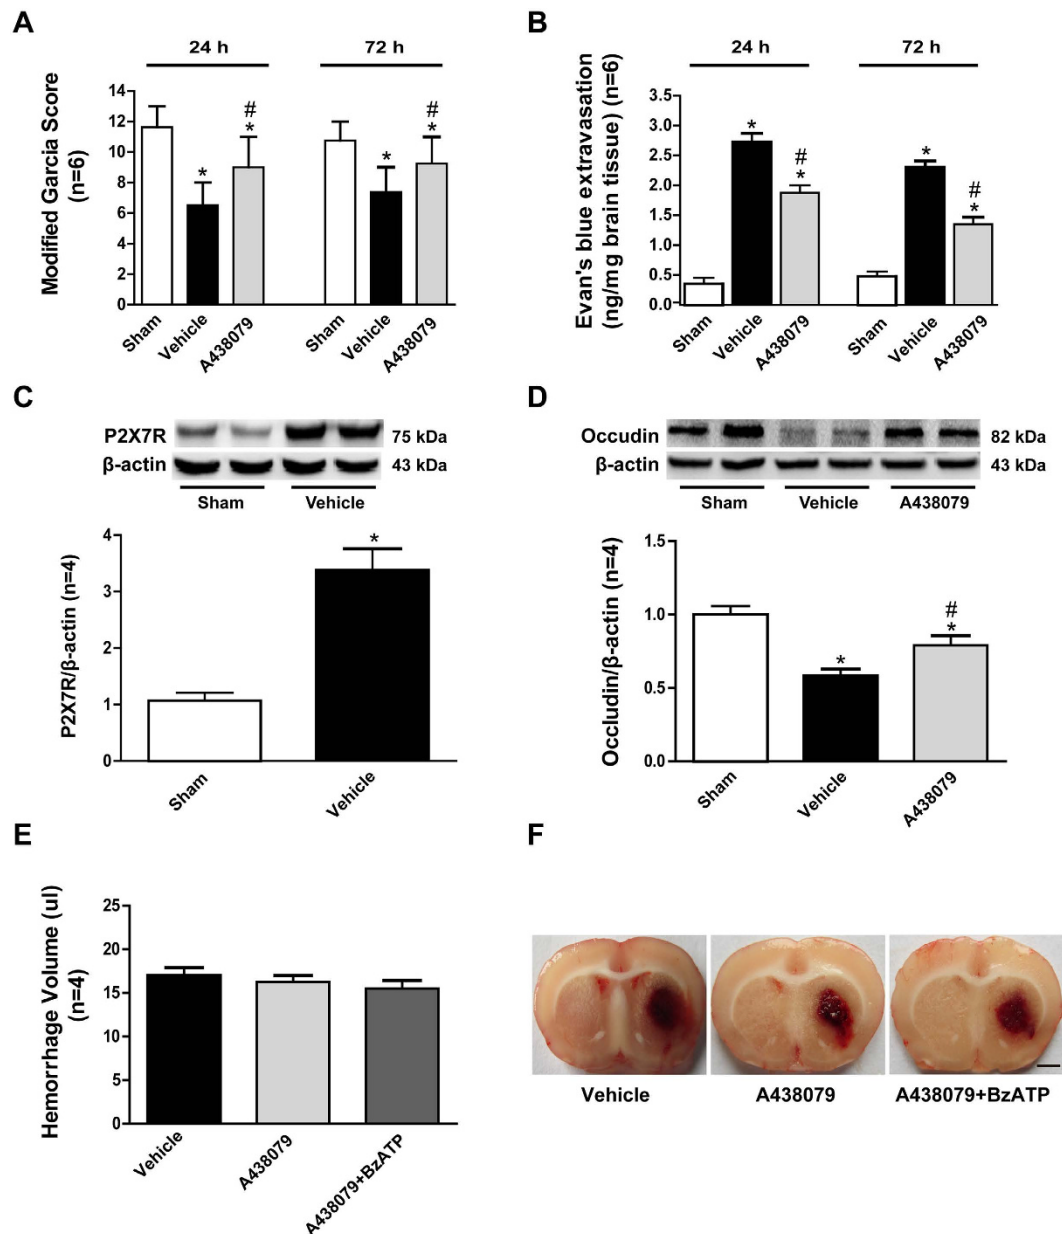 A
24 h
72 h
Modified Garcia Score
(n=6)
14
12
10
8
6
4
2
0
#
*
*
#
*
*
Sham
Vehicle
A438079
Sham
Vehicle
A438079
B
24 h
72 h
Evan's blue extravasation
(ng/mg brain tissue) (n=6)
3.5
3.0
2.5
2.0
1.5
1.0
0.5
0.0
*
#
*
*
#
*
Sham
Vehicle
A438079
Sham
Vehicle
A438079
C
P2X7R
75 kDa
β-actin
43 kDa
Sham
Vehicle
P2X7R/β-actin (n=4)
4
3
2
1
0
*
Sham
Vehicle
D
Occudin
82 kDa
β-actin
43 kDa
Sham
Vehicle
A438079
Occludin/β-actin (n=4)
1.5
1.0
0.5
0.0
*
#
*
Sham
Vehicle
A438079
E
Hemorrhage Volume (ul)
(n=4)
25
20
15
10
5
0
Vehicle
A438079
A438079+BzATP
F
Vehicle
A438079
A438079+BzATP